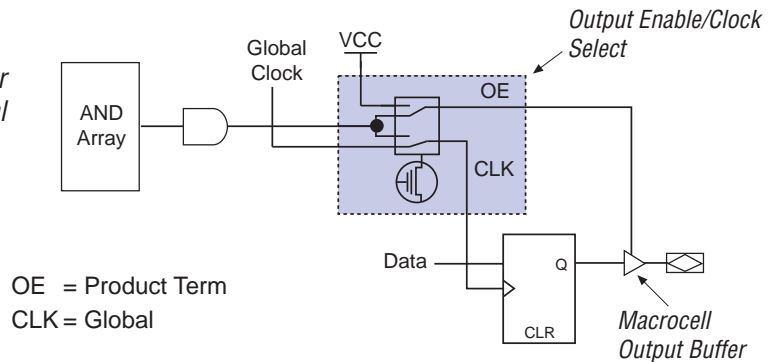 Output Enable/Clock
Select
Global
Clock
VCC
r
al
AND
Array
OE
CLK
Data
Q
CLR
OE = Product Term
CLK = Global
Macrocell
Output Buffer